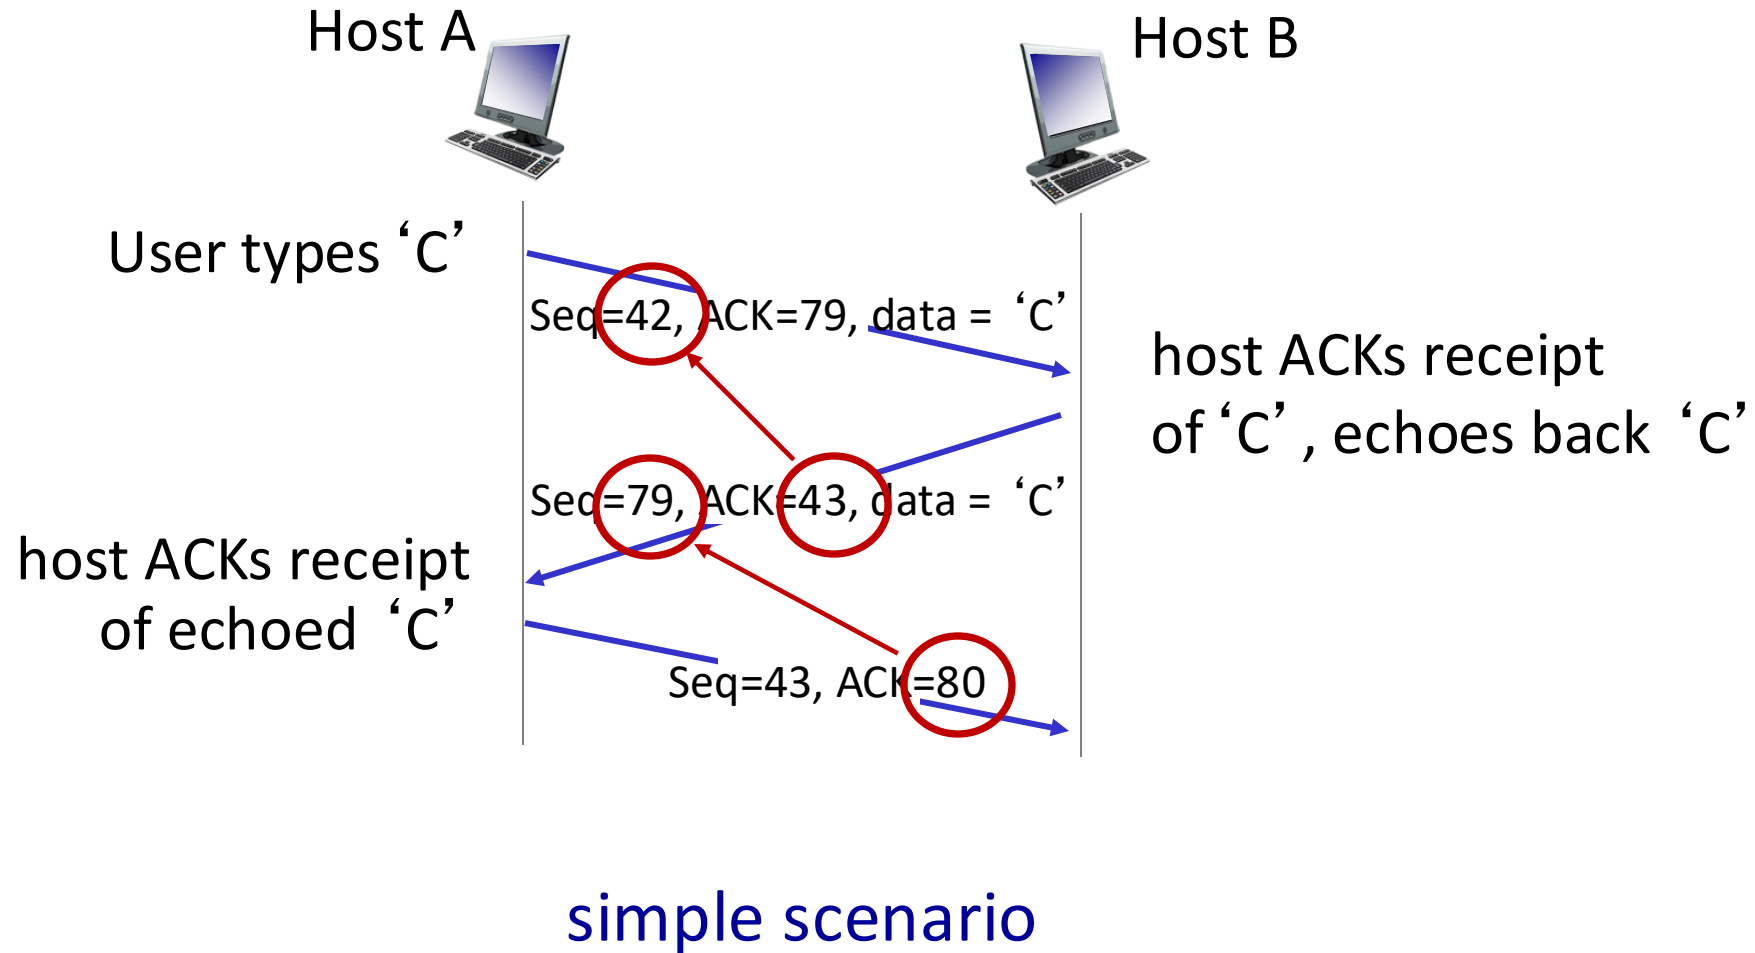 Host A
Host B
User types ‘C’
Seq=42, ACK=79, data = ‘C’
host ACKs receipt
of ‘C’, echoes back ‘C’
Seq=79, ACK=43, data = ‘C’
host ACKs receipt
of echoed ‘C’
Seq=43, ACK=80
simple scenario